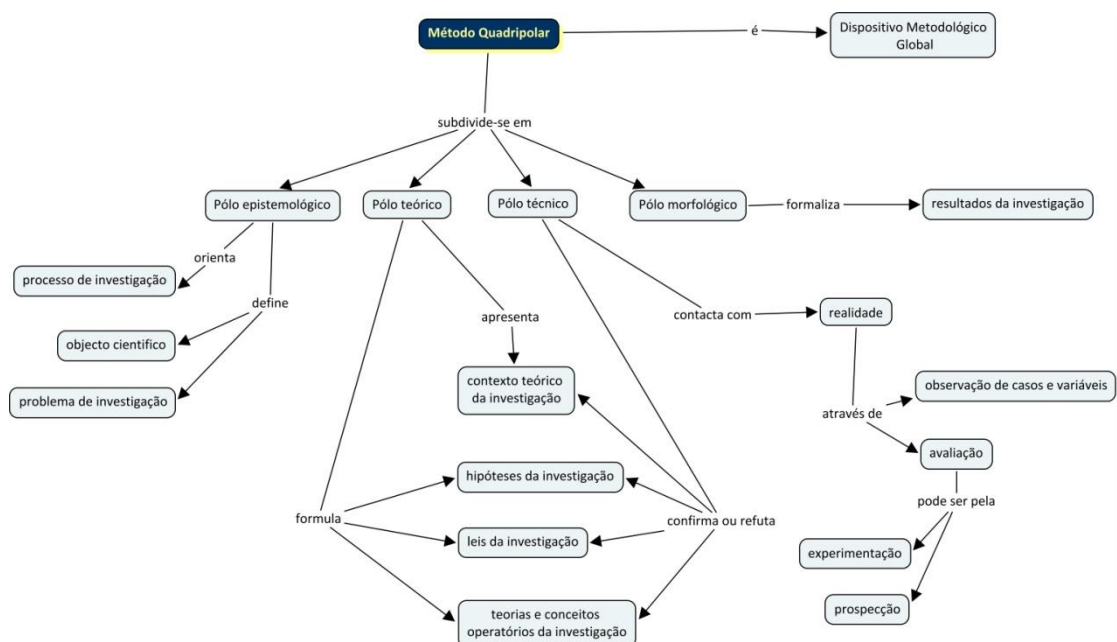 Método Quadripolar
é
Dispositivo Metodológico
Global
subdivide-se em
Pólo epistemológico
Pólo teórico
Pólo técnico
Pólo morfológico
formaliza
resultados da investigação
orienta
processo de investigação
define
objecto cientifico
problema de investigação
apresenta
contacta com
realidade
contexto teórico
da investigação
através de
observação de casos e variáveis
avaliação
hipóteses da investigação
pode ser pela
formula
confirma ou refuta
leis da investigação
experimentação
prospecção
teorias e conceitos
operatórios da investigação